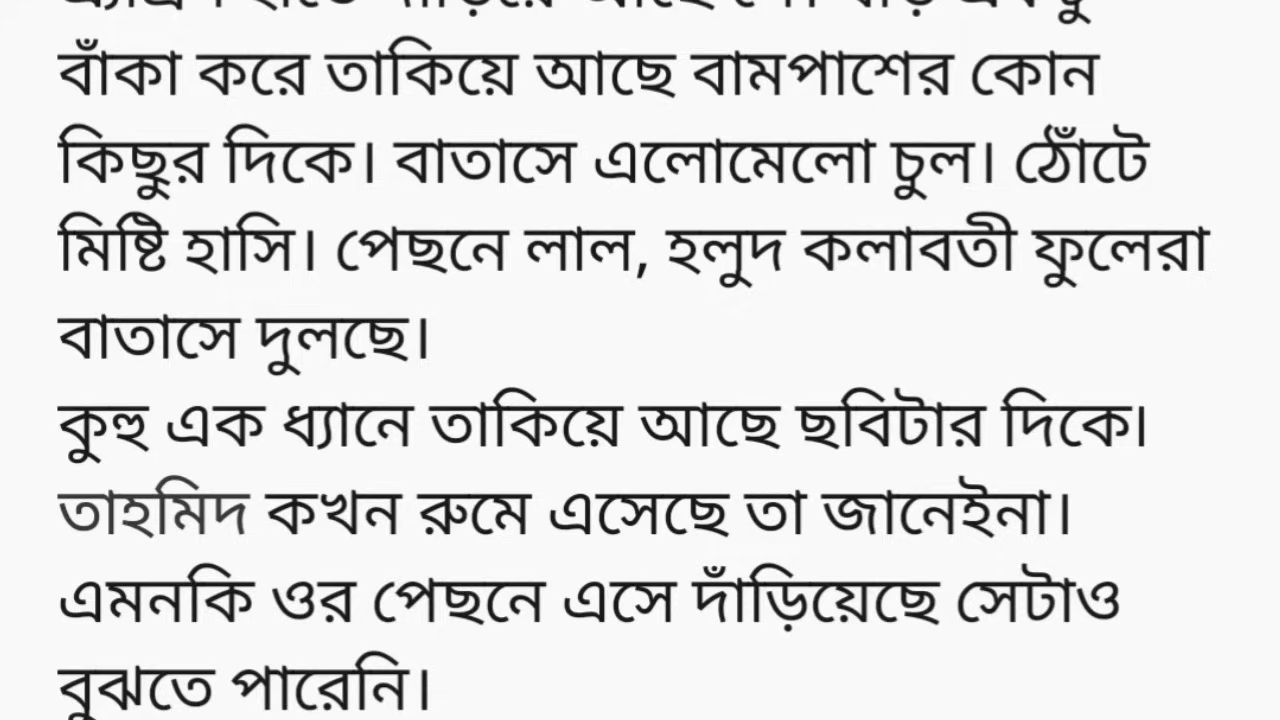 হাতে দাঁড়িয়ে আছে
বাঁকা করে তাকিয়ে আছে বামপাশের কোন
কিছুর দিকে। বাতাসে এলোমেলো চুল। ঠোঁটে
মিষ্টি হাসি। পেছনে লাল, হলুদ কলাবতী ফুলেরা
বাতাসে দুলছে।
কুহু এক ধ্যানে তাকিয়ে আছে ছবিটার দিকে।
তাহমিদ কখন রুমে এসেছে তা জানেইনা।
এমনকি ওর পেছনে এসে দাঁড়িয়েছে সেটাও
বুঝতে পারেনি।